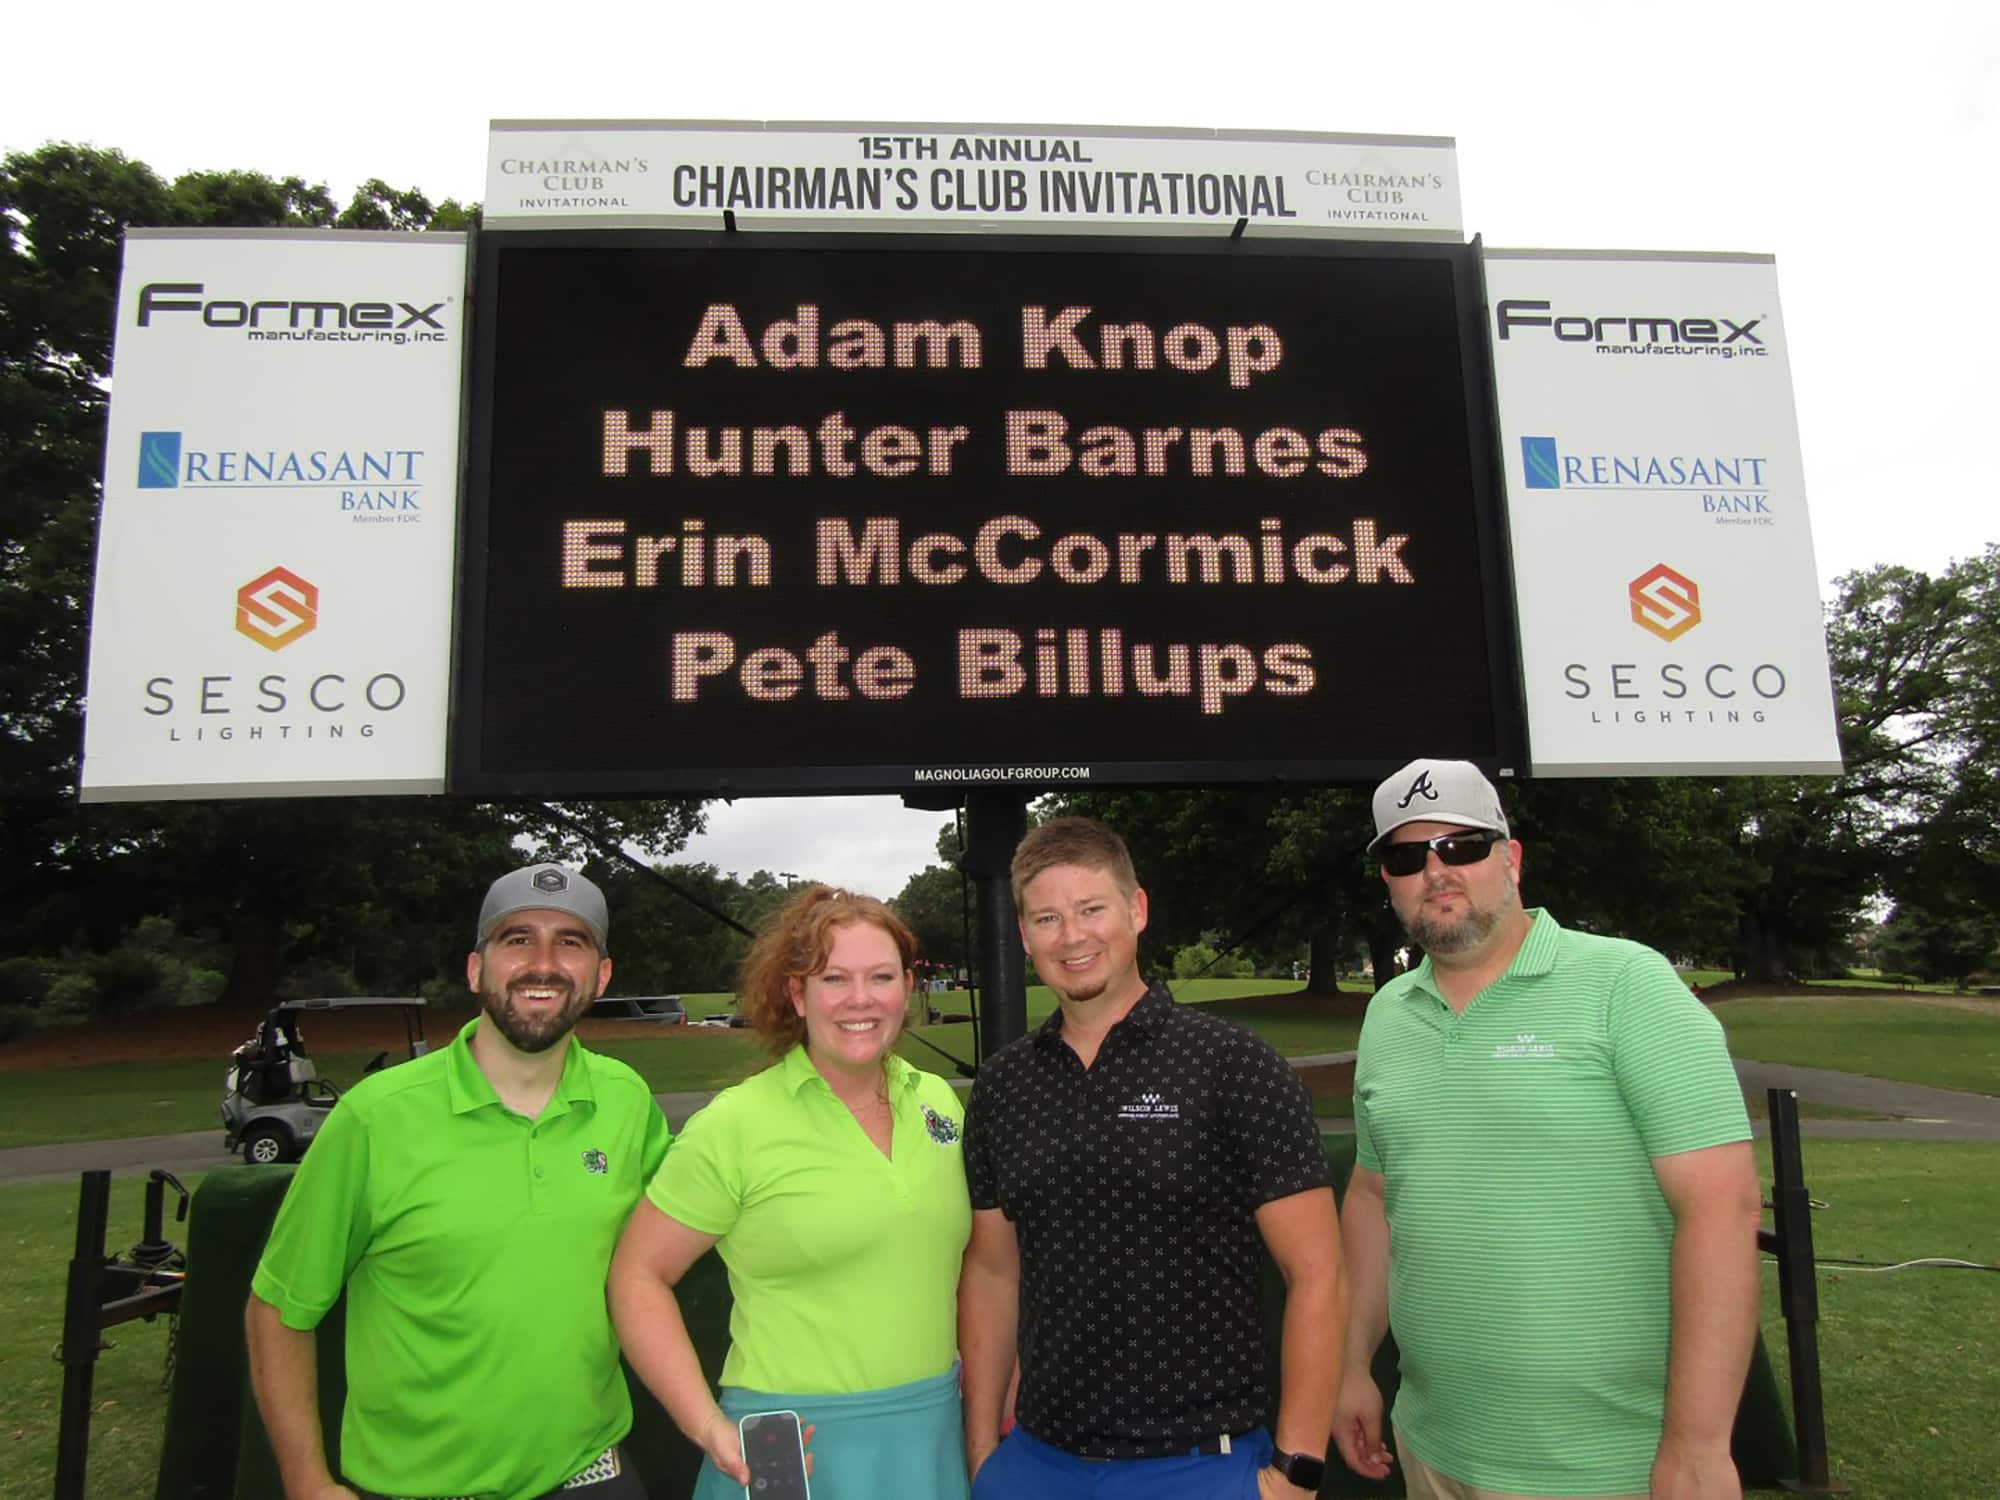 15TH ANNUAL
CHAIRMAN'S CLUB INVITATIONAL
CHAIRMAN'S
CLUB
INVITATIONAL
CHAIRMAN'S
CLUB
INVITATIONAL
Formex®
manufacturing, inc.
RENASANT
BANK
Member FDIC
SESCO
LIGHTING
Adam Knop
Hunter Barnes
Erin McCormick
Pete Billups
MAGNOLIAGOLFGROUP.COM
Formex®
manufacturing, inc.
RENASANT
BANK
Member FDIC
SESCO
LIGHTING
A
WILSON LEWIS
WILSON LEWIS